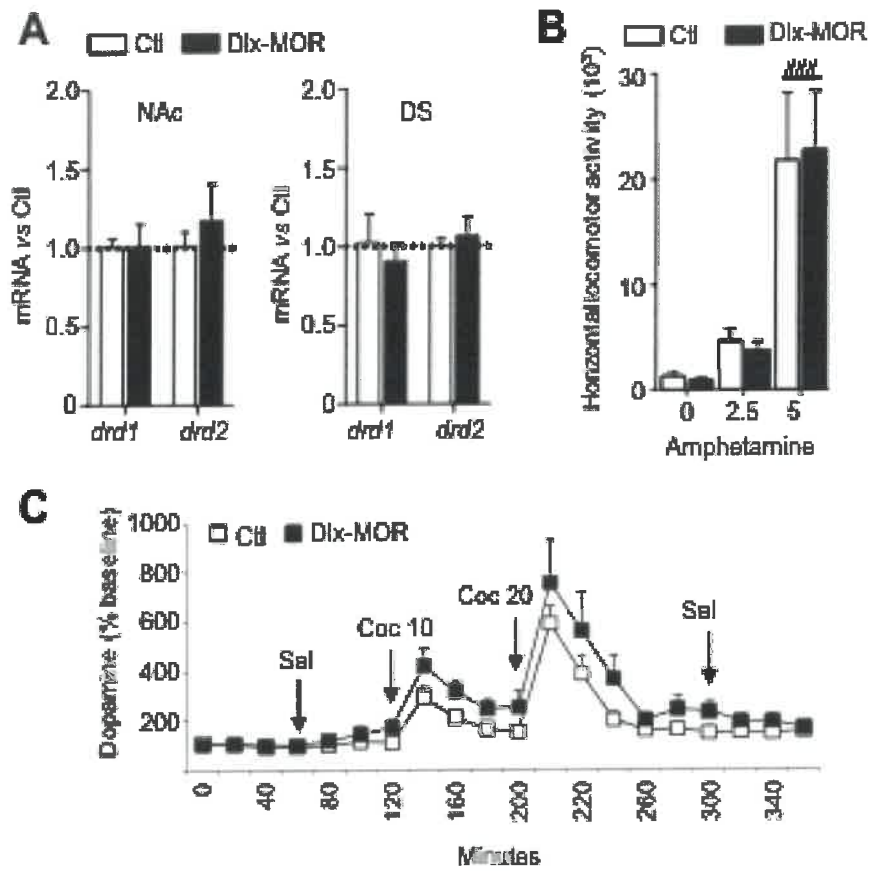 A
Ctl
Dlx-MOR
NAc
DS
mRNA vs Ctl
2.0
1.5
1.0
0.5
0
drd1
drd2
mRNA vs Ctl
2.0
1.5
1.0
0.5
0
drd1
drd2
B
Ctl
Dlx-MOR
Horizontal locomotor activity (10³)
30
20
10
0
0
2.5
5
Amphetamine
C
Ctl
Dlx-MOR
Dopamine (% baseline)
1000
800
600
400
200
Sal
Coc 10
Coc 20
Sal
0
40
80
120
160
200
220
260
300
340
Minutes